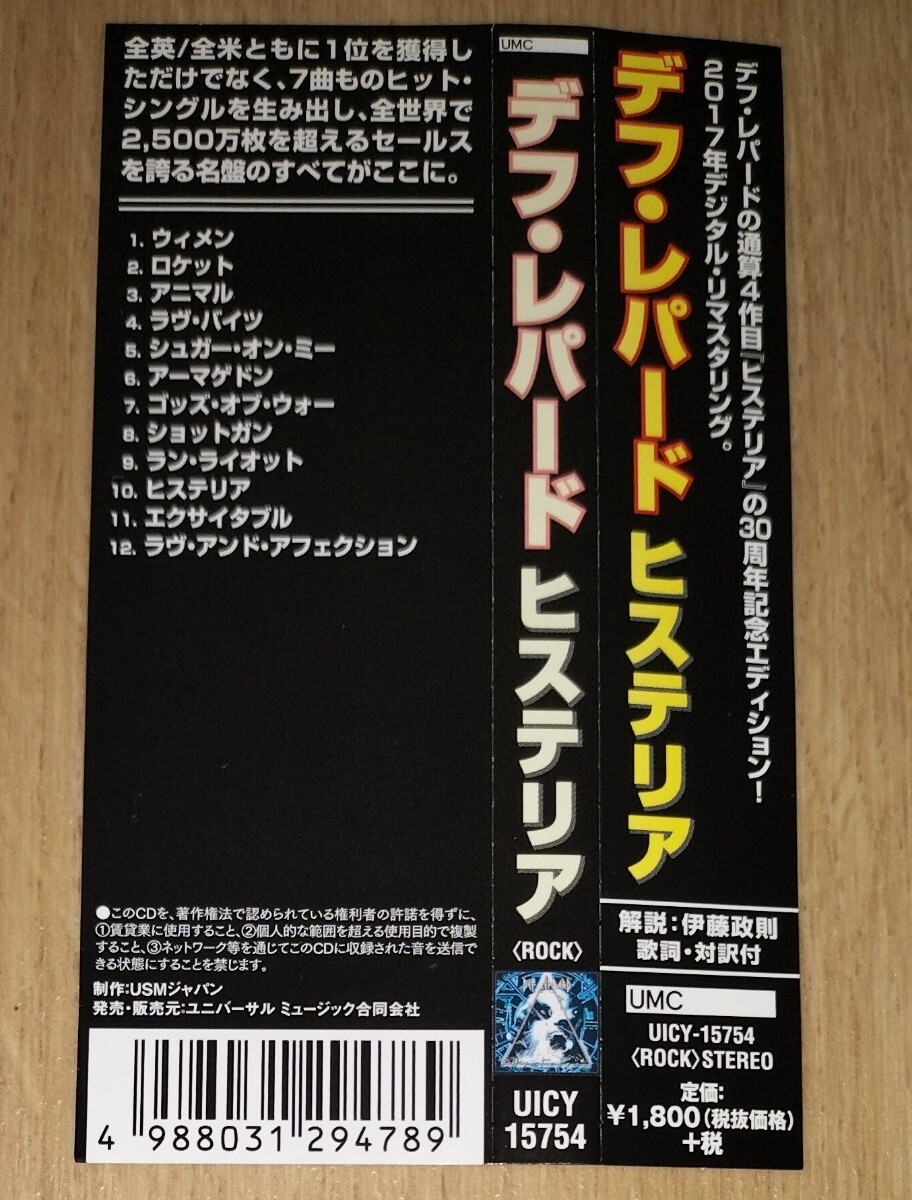 全英/全米ともに1位を獲得し
ただけでなく、7曲ものヒット・
シングルを生み出し、全世界で
2,500万枚を超えるセールス
を誇る名盤のすべてがここに。
1. ウィメン
2. ロケット
3. アニマル
4. ラヴ・バイツ
5. シュガー・オン・ミー
6. アーマゲドン
7. ゴッズ・オブ・ウォー
8. ショットガン
9. ラン・ライオット
10. ヒステリア
11. エクサイタブル
12. ラヴ・アンド・アフェクション
●このCDを、著作権法で認められている権利者の許諾を得ずに、
①賃貸業に使用すること、②個人的な範囲を超える使用目的で複製
すること、③ネットワーク等を通じてこのCDに収録された音を送信で
きる状態にすることを禁じます。
制作:USMジャパン
発売・販売元:ユニバーサル ミュージック合同会社
4 988031 294789
UMC
デフ・レパード ヒステリア
〈ROCK〉
UICY
15754
デフ・レパードの通算4作目『ヒステリア』の30周年記念エディション!
2017年デジタル・リマスタリング。
デフ・レパード ヒステリア
解説:伊藤政則
歌詞・対訳付
UMC
UICY-15754
〈ROCK〉STEREO
定価:
¥1,800(税抜価格)
+税